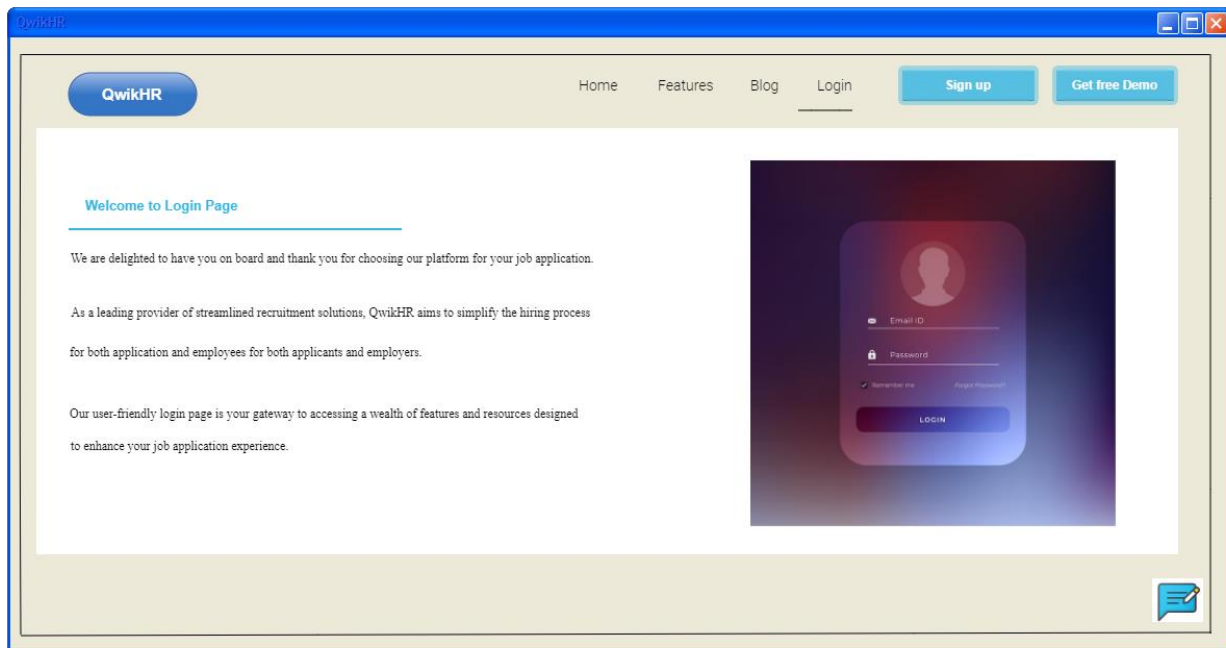 QwikHR
QwikHR
Home Features Blog Login Sign up Get free Demo
Welcome to Login Page
We are delighted to have you on board and thank you for choosing our platform for your job application.
As a leading provider of streamlined recruitment solutions, QwikHR aims to simplify the hiring process
for both application and employees for both applicants and employers.
Our user-friendly login page is your gateway to accessing a wealth of features and resources designed
to enhance your job application experience.
Email ID
Password
Remember me Forgot Password?
LOGIN